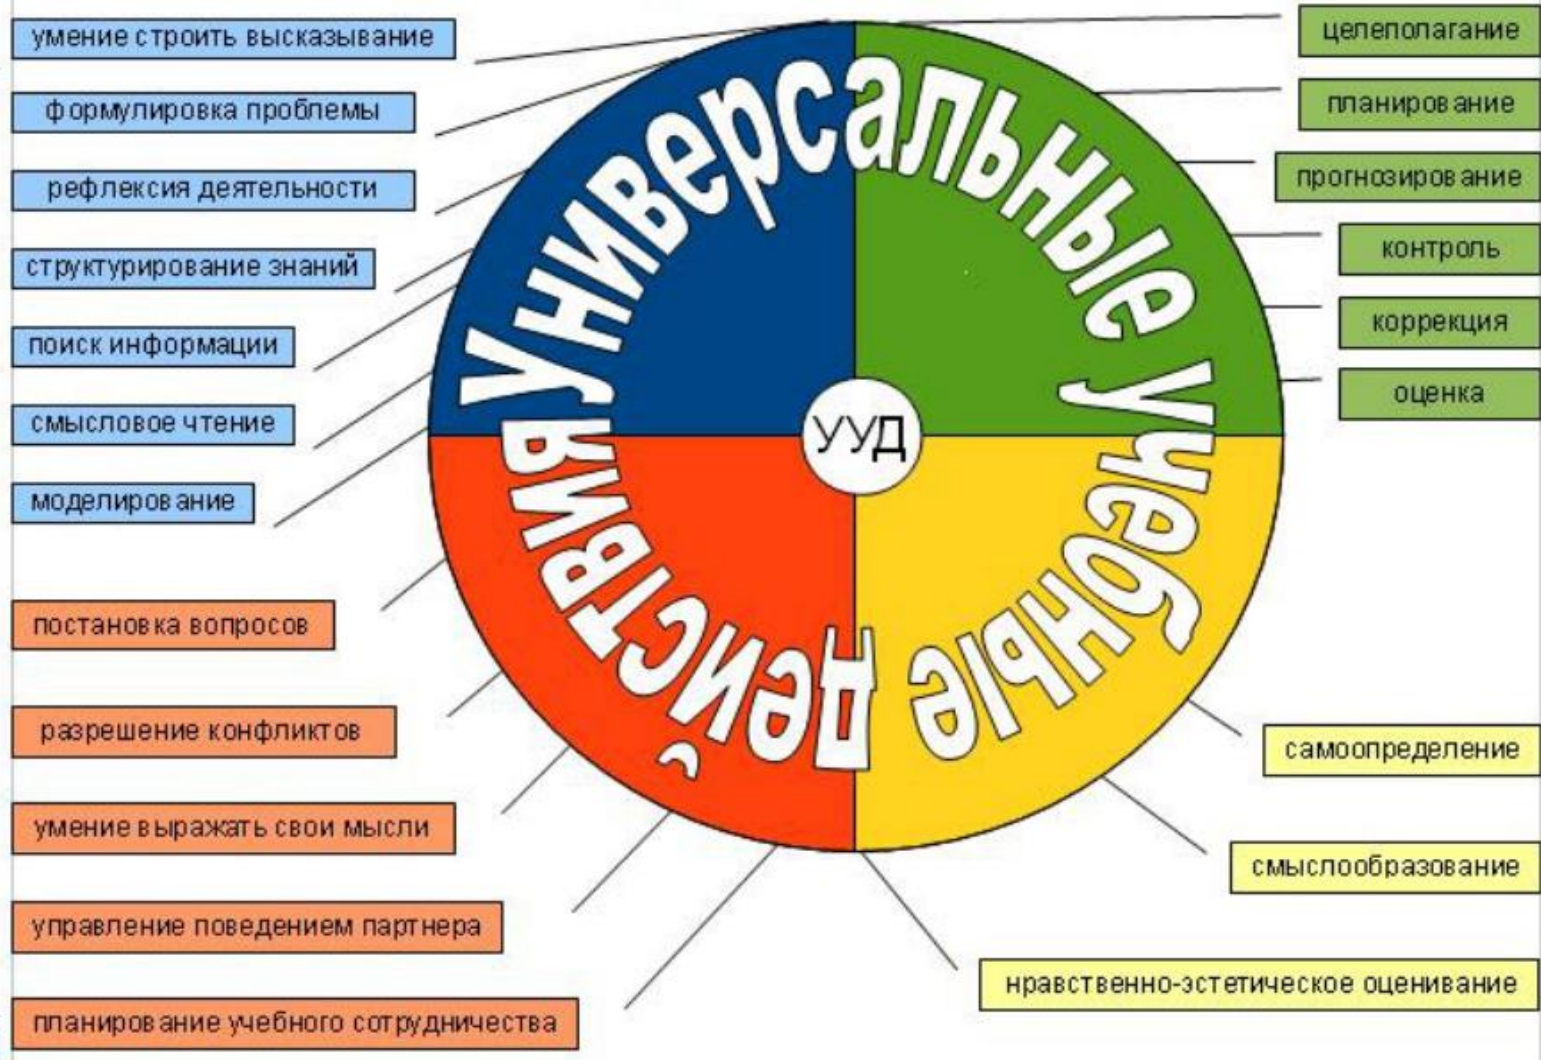 умение строить высказывание
формулировка проблемы
рефлексия деятельности
структурирование знаний
поиск информации
смысловое чтение
моделирование
постановка вопросов
разрешение конфликтов
умение выражать свои мысли
управление поведением партнера
планирование учебного сотрудничества
Универсальные учебные действия
УУД
целеполагание
планирование
прогнозирование
контроль
коррекция
оценка
самоопределение
смыслообразование
нравственно-эстетическое оценивание